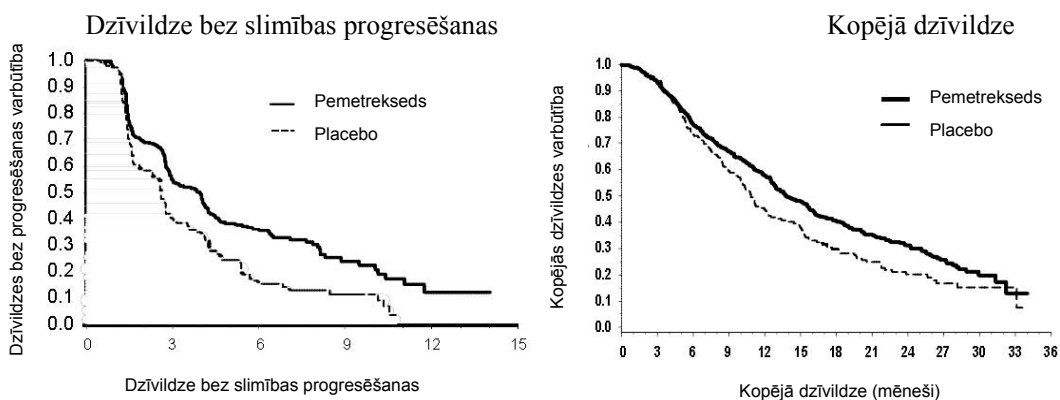 Dzīvildze bez slimības progresēšanas
Dzīvildzes bez progresēšanas varbūtība
1.0
0.9
0.8
0.7
0.6
0.5
0.4
0.3
0.2
0.1
0.0
Pemetrekseds
Placebo
0 3 6 9 12 15
Dzīvildze bez slimības progresēšanas
Kopējā dzīvildze
Kopējās dzīvildzes varbūtība
1.0
0.9
0.8
0.7
0.6
0.5
0.4
0.3
0.2
0.1
0.0
Pemetrekseds
Placebo
0 3 6 9 12 15 18 21 24 27 30 33 36
Kopējā dzīvildze (mēneši)